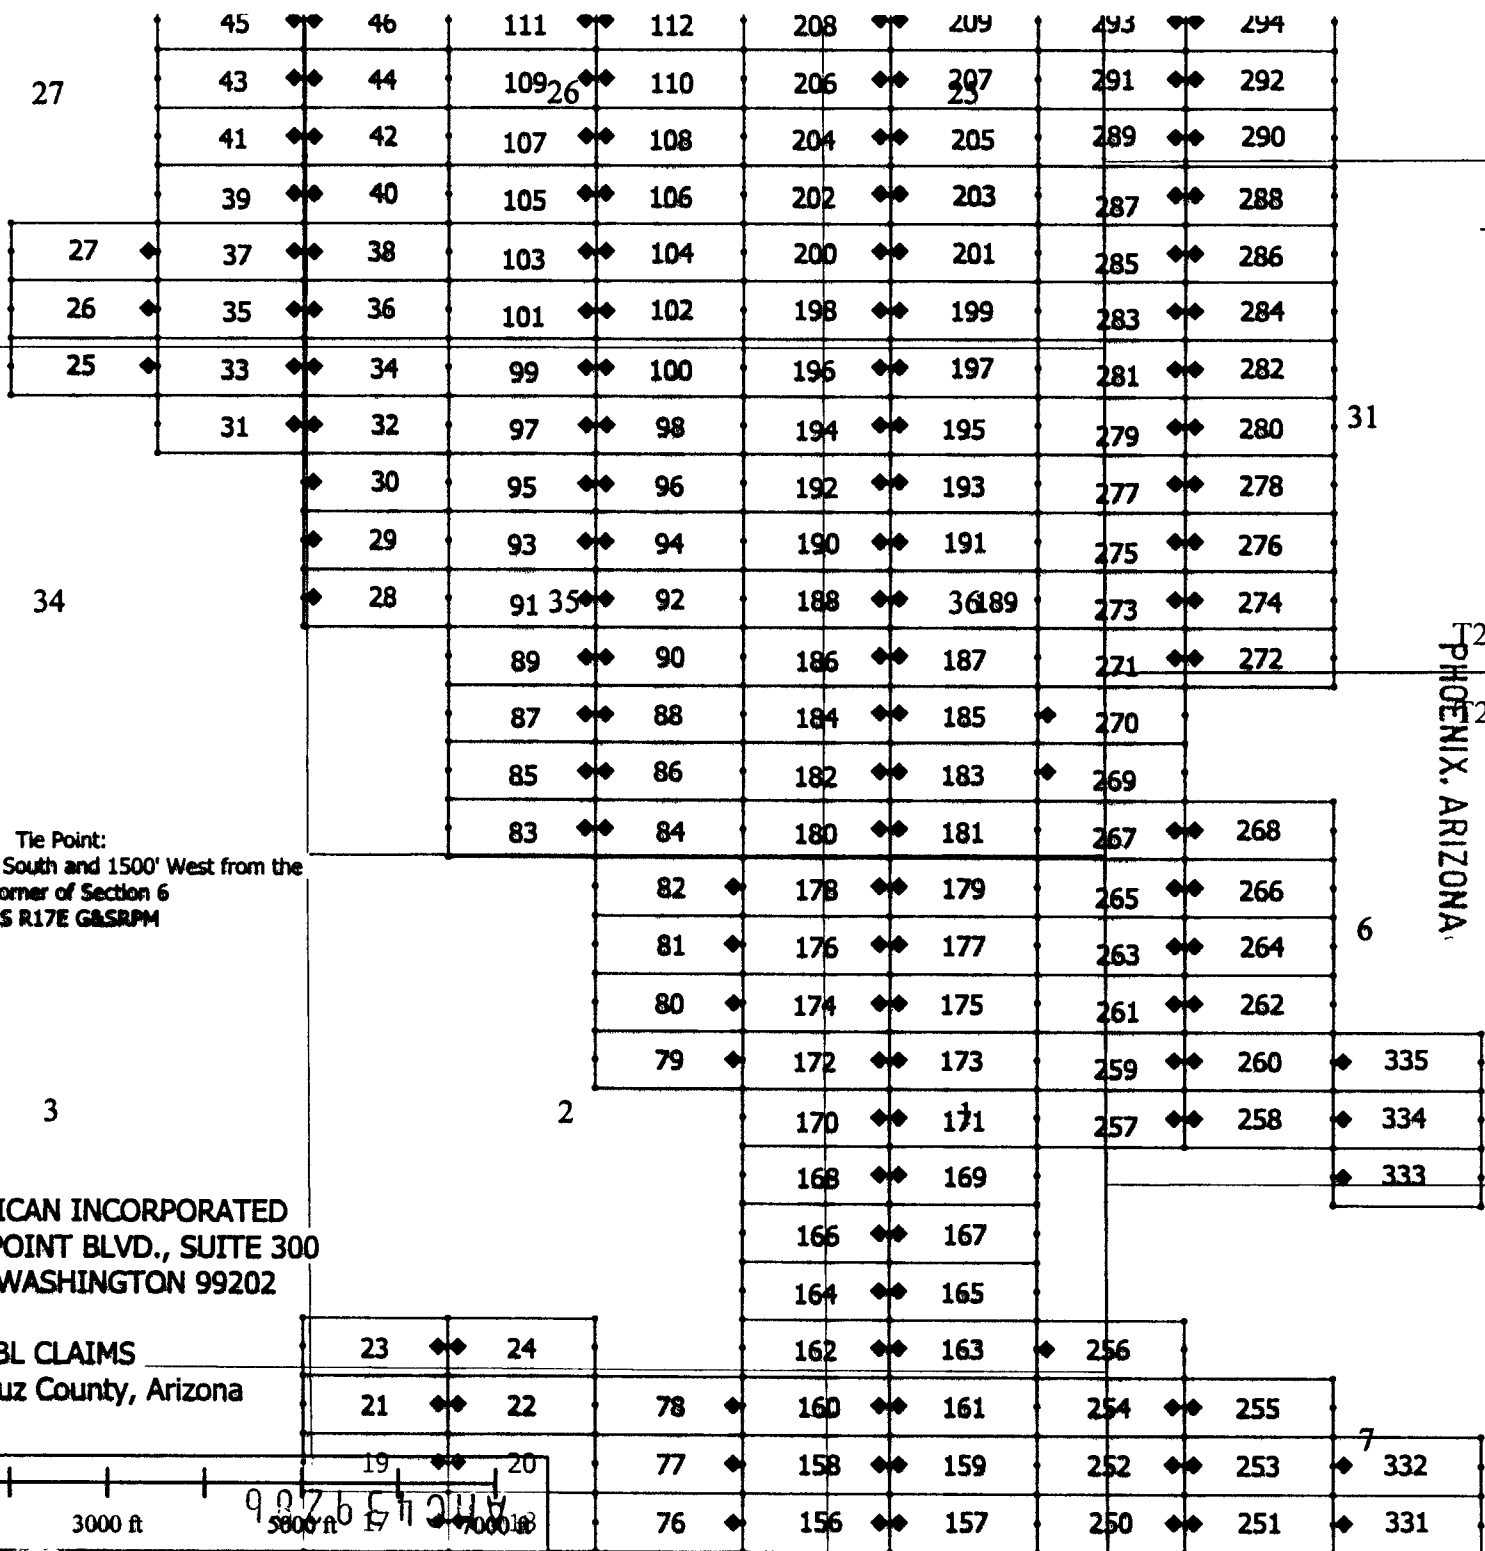 45 46 111 112 208 209 293 294
43 44 109 110 206 207 291 292
27 26 25
41 42 107 108 204 205 289 290
39 40 105 106 202 203 287 288
27 37 38 103 104 200 201 285 286
26 35 36 101 102 198 199 283 284
25 33 34 99 100 196 197 281 282
31 32 97 98 194 195 279 280 31
30 95 96 192 193 277 278
29 93 94 190 191 275 276
34 28 91 35 92 188 36 189 273 274
T2
89 90 186 187 271 272
T2
87 88 184 185 270
85 86 182 183 269
83 84 180 181 267 268
PHOENIX, ARIZONA
Tie Point:
South and 1500' West from the
orner of Section 6
S R17E G&SRPM
82 178 179 265 266
81 176 177 263 264 6
80 174 175 261 262
79 172 173 259 260 335
3 2 170 171 1 257 258 334
168 169 333
ICAN INCORPORATED
POINT BLVD., SUITE 300
WASHINGTON 99202
166 167
164 165
23 24 162 163 256
BL CLAIMS
uz County, Arizona
21 22 78 160 161 254 255
7
19 20 77 158 159 252 253 332
17 18 76 156 157 250 251 331
3000 ft 5000 ft 7000 ft